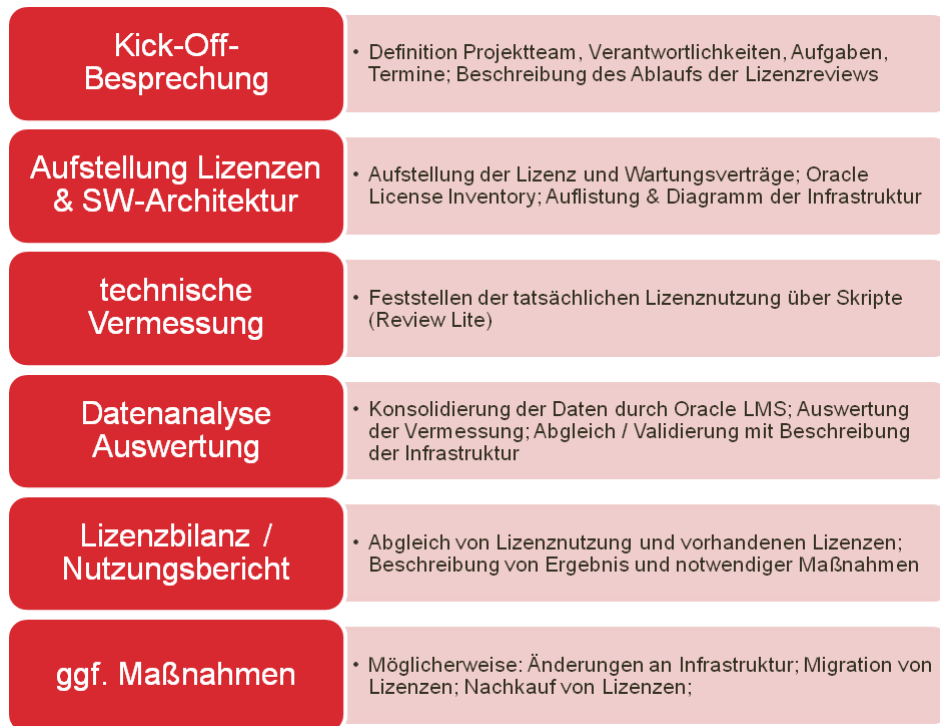 Kick-Off-
Besprechung
• Definition Projektteam, Verantwortlichkeiten, Aufgaben,
Termine; Beschreibung des Ablaufs der Lizenzreviews
Aufstellung Lizenzen
& SW-Architektur
• Aufstellung der Lizenz und Wartungsverträge; Oracle
License Inventory; Auflistung & Diagramm der Infrastruktur
technische
Vermessung
• Feststellen der tatsächlichen Lizenznutzung über Skripte
(Review Lite)
Datenanalyse
Auswertung
• Konsolidierung der Daten durch Oracle LMS; Auswertung
der Vermessung; Abgleich / Validierung mit Beschreibung
der Infrastruktur
Lizenzbilanz /
Nutzungsbericht
• Abgleich von Lizenznutzung und vorhandenen Lizenzen;
Beschreibung von Ergebnis und notwendiger Maßnahmen
ggf. Maßnahmen
• Möglicherweise: Änderungen an Infrastruktur; Migration von
Lizenzen; Nachkauf von Lizenzen;